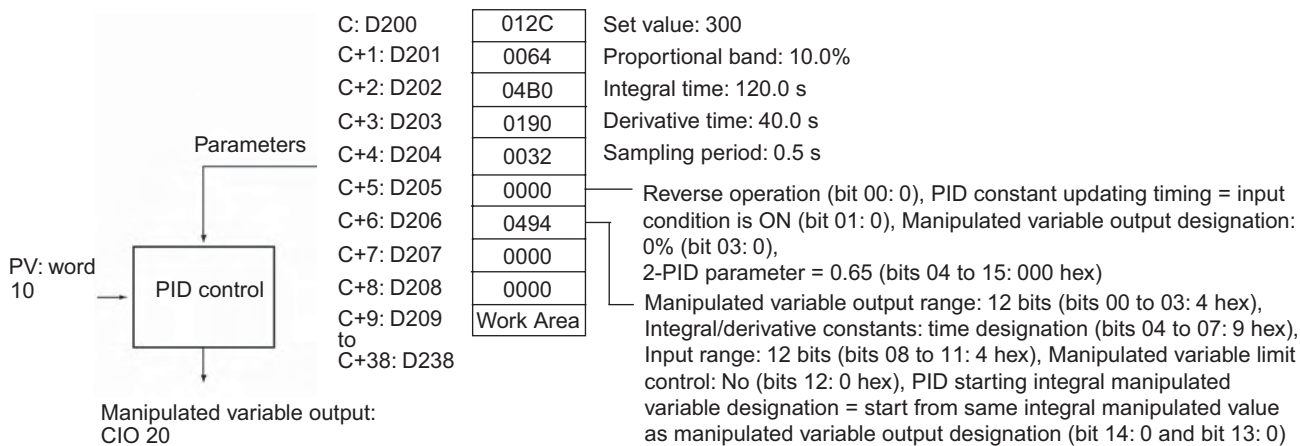 C: D200 012C Set value: 300
C+1: D201 0064 Proportional band: 10.0%
C+2: D202 04B0 Integral time: 120.0 s
C+3: D203 0190 Derivative time: 40.0 s
C+4: D204 0032 Sampling period: 0.5 s
C+5: D205 0000
C+6: D206 0494
C+7: D207 0000
C+8: D208 0000
C+9: D209 Work Area
to
C+38: D238
Reverse operation (bit 00: 0), PID constant updating timing = input
condition is ON (bit 01: 0), Manipulated variable output designation:
0% (bit 03: 0),
2-PID parameter = 0.65 (bits 04 to 15: 000 hex)
Manipulated variable output range: 12 bits (bits 00 to 03: 4 hex),
Integral/derivative constants: time designation (bits 04 to 07: 9 hex),
Input range: 12 bits (bits 08 to 11: 4 hex), Manipulated variable limit
control: No (bits 12: 0 hex), PID starting integral manipulated
variable designation = start from same integral manipulated value
as manipulated variable output designation (bit 14: 0 and bit 13: 0)
Parameters
PV: word
10
PID control
Manipulated variable output:
CIO 20